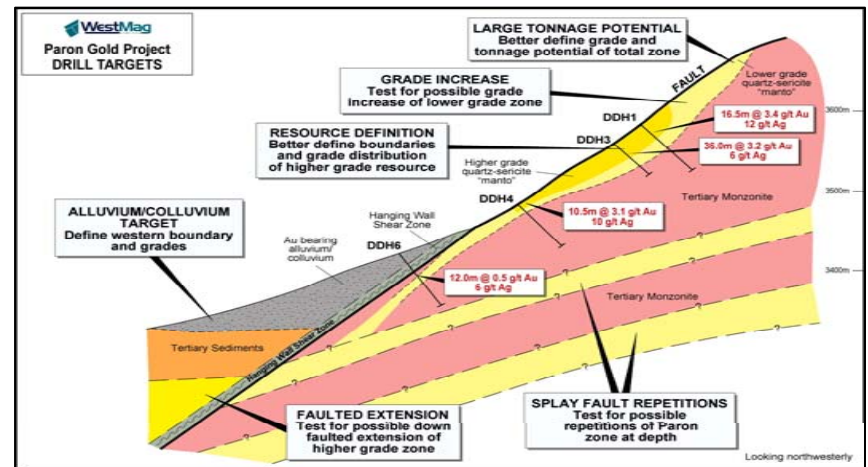 WestMag
Paron Gold Project
DRILL TARGETS
LARGE TONNAGE POTENTIAL
Better define grade and
tonnage potential of total zone
GRADE INCREASE
Test for possible grade
increase of lower grade zone
RESOURCE DEFINITION
Better define boundaries
and grade distribution
of higher grade resource
ALLUVIUM/COLLUVIUM
TARGET
Define western boundary
and grades
FAULT
Lower grade
quartz-sericite
"manto"
3600m
DDH1
16.5m @ 3.4 g/t Au
12 g/t Ag
DDH3
36.0m @ 3.2 g/t Au
6 g/t Ag
Higher grade
quartz-sericite
"manto"
Tertiary Monzonite
3500m
DDH4
10.5m @ 3.1 g/t Au
10 g/t Ag
Hanging Wall
Shear Zone
Au bearing
alluvium/
colluvium
DDH6
12.0m @ 0.5 g/t Au
6 g/t Ag
3400m
Tertiary Monzonite
Tertiary Sediments
Hanging Wall Shear Zone
? ? ? ? ? ? ? ? ? ?
FAULTED EXTENSION
Test for possible down
faulted extension of
higher grade zone
SPLAY FAULT REPETITIONS
Test for possible
repetitions of Paron
zone at depth
Looking northwesterly